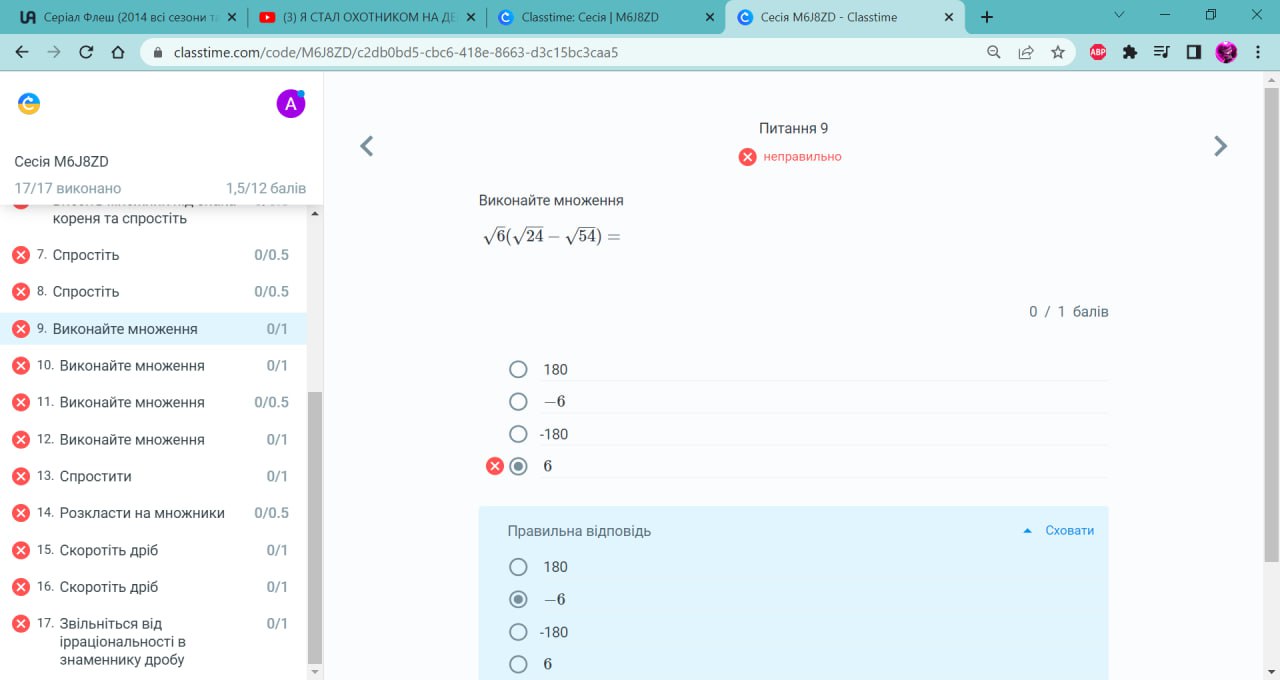 Серіал Флеш (2014 всі сезони т
(3) Я СТАЛ ОХОТНИКОМ НА ДЕ
Classtime: Сесія | M6J8ZD
Сесія M6J8ZD - Classtime
classtime.com/code/M6J8ZD/c2db0bd5-cbc6-418e-8663-d3c15bc3caa5
ABP
A
Сесія M6J8ZD
17/17 виконано
1,5/12 балів
кореня та спростіть
7. Спростіть 0/0.5
8. Спростіть 0/0.5
9. Виконайте множення 0/1
10. Виконайте множення 0/1
11. Виконайте множення 0/0.5
12. Виконайте множення 0/1
13. Спростити 0/1
14. Розкласти на множники 0/0.5
15. Скоротіть дріб 0/1
16. Скоротіть дріб 0/1
17. Звільніться від 0/1
ірраціональності в
знаменнику дробу
Питання 9
неправильно
Виконайте множення
√6(√24 − √54) =
0 / 1 балів
180
−6
-180
6
Правильна відповідь
Сховати
180
−6
-180
6